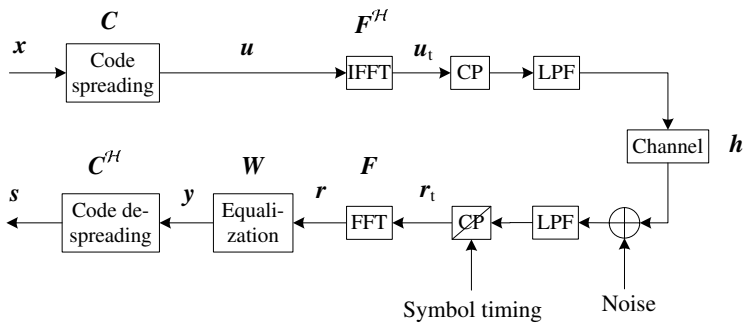 C
F^H
x
Code
spreading
u
IFFT
u_t
CP
LPF
Channel
h
C^H
W
F
s
Code de-
spreading
y
Equali-
zation
r
FFT
r_t
CP
LPF
Symbol timing
Noise